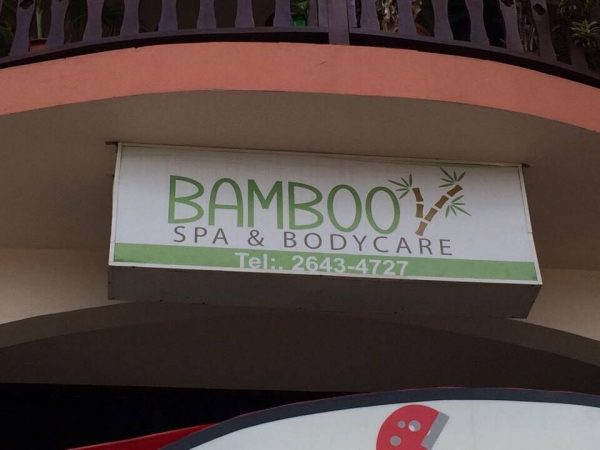 BAMBOO
SPA & BODYCARE
Tel:. 2643-4727